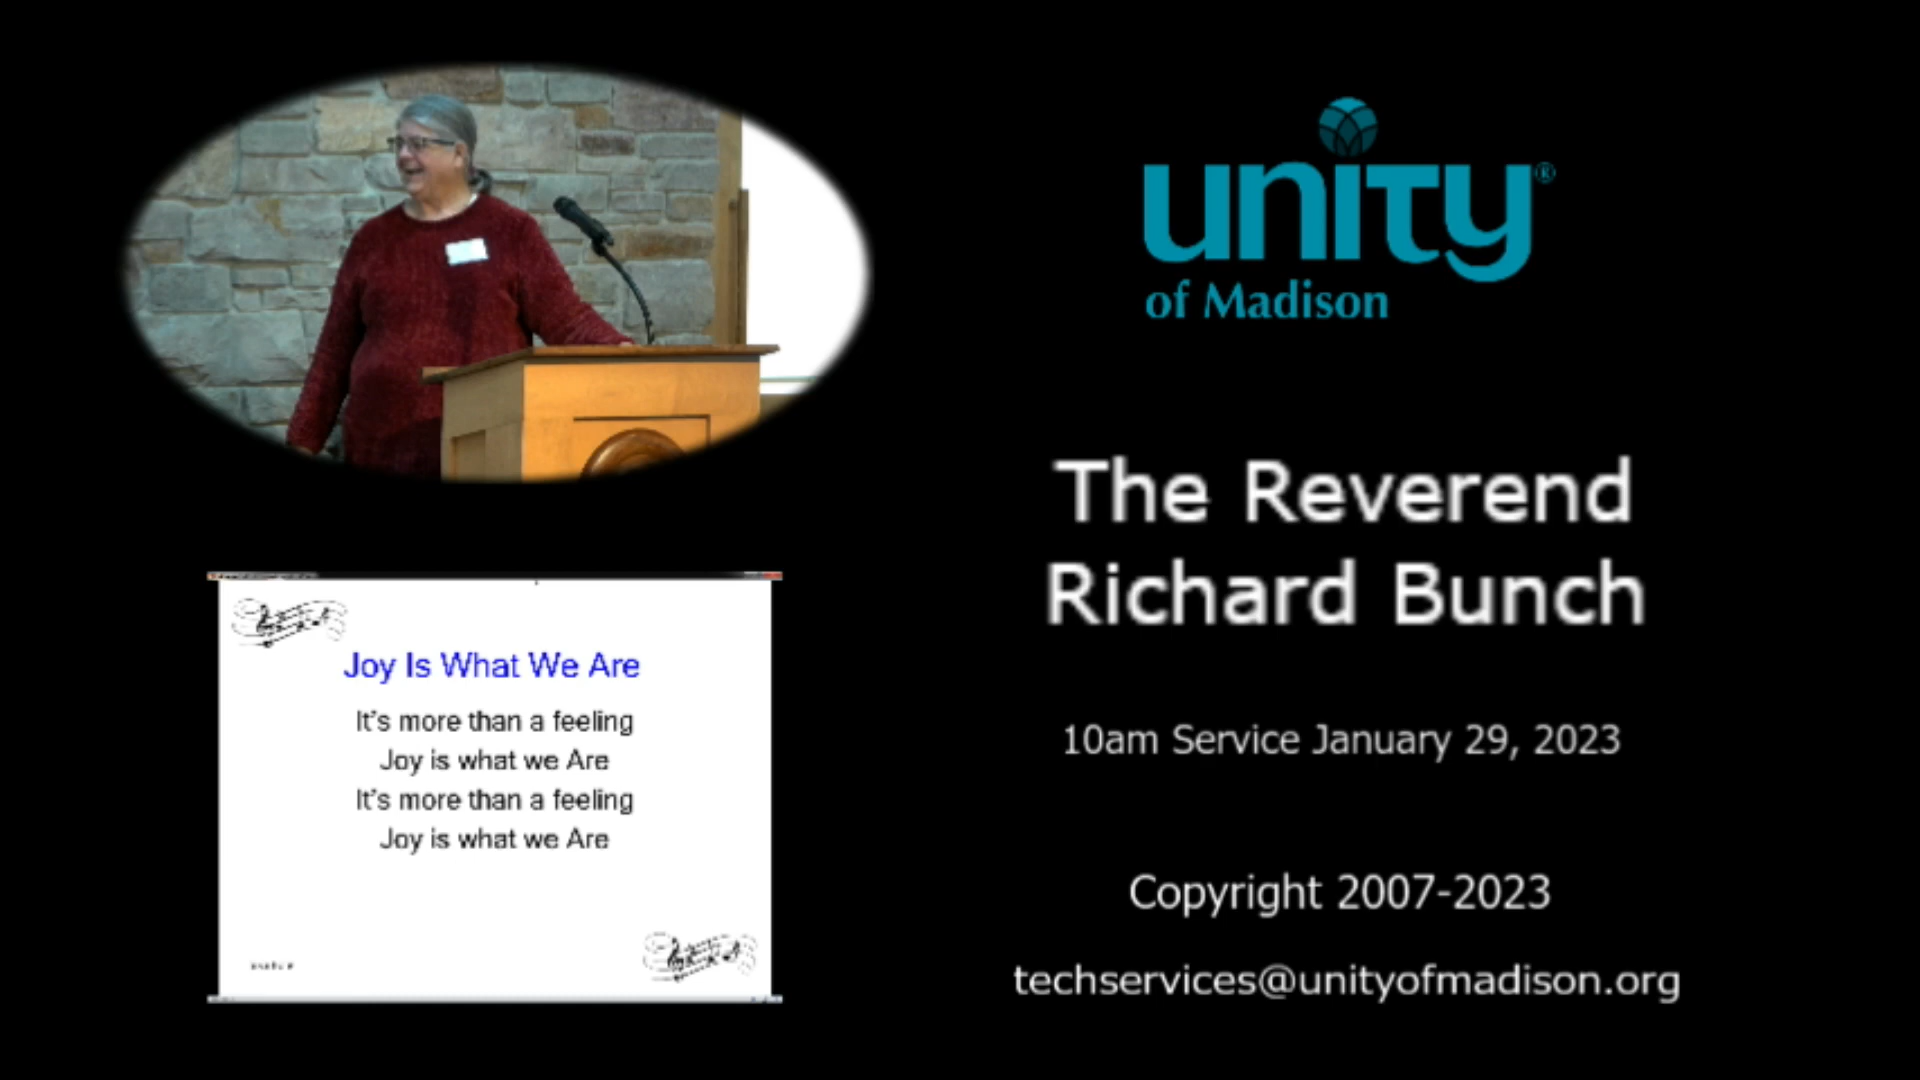 unity®
of Madison
The Reverend
Richard Bunch
10am Service January 29, 2023
Copyright 2007-2023
techservices@unityofmadison.org
Joy Is What We Are
It's more than a feeling
Joy is what we Are
It's more than a feeling
Joy is what we Are